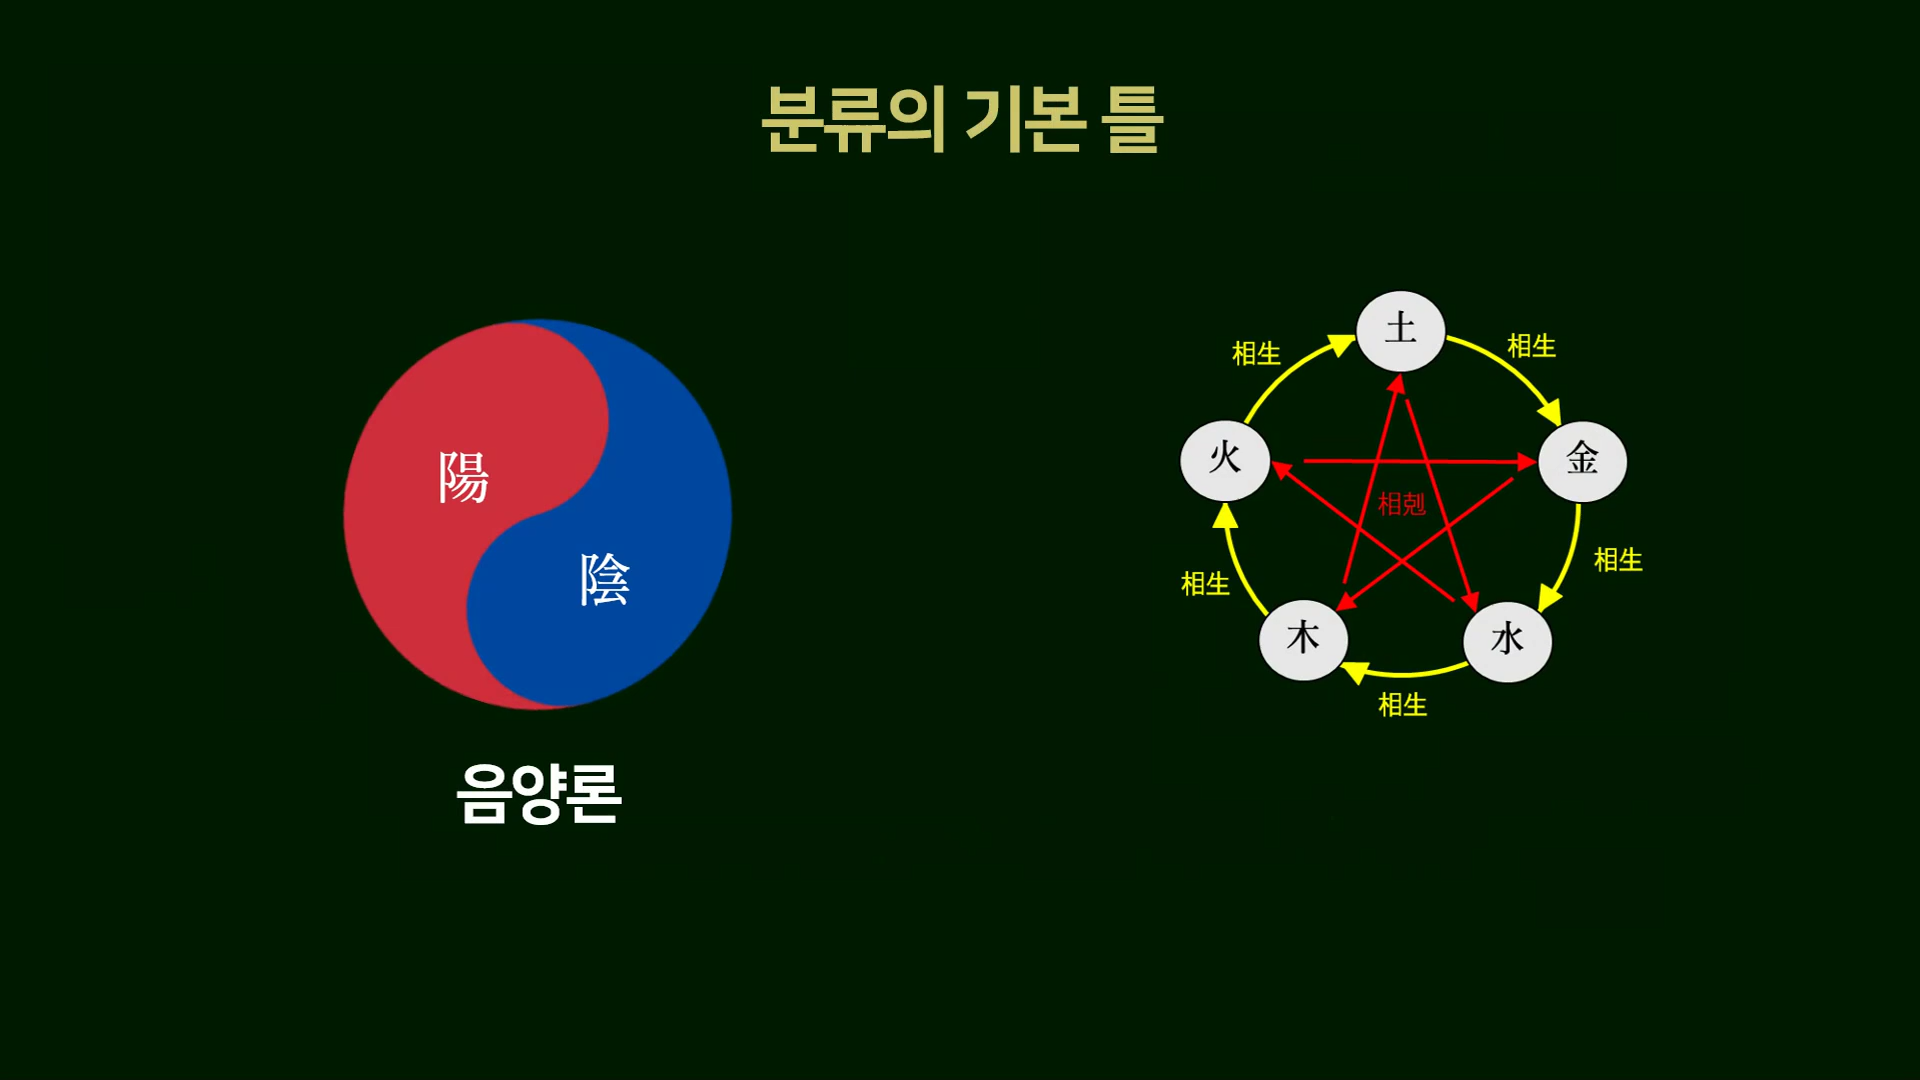 분류의 기본 틀
陽
陰
음양론
土
相生
相生
火
金
相剋
相生
相生
木
水
相生